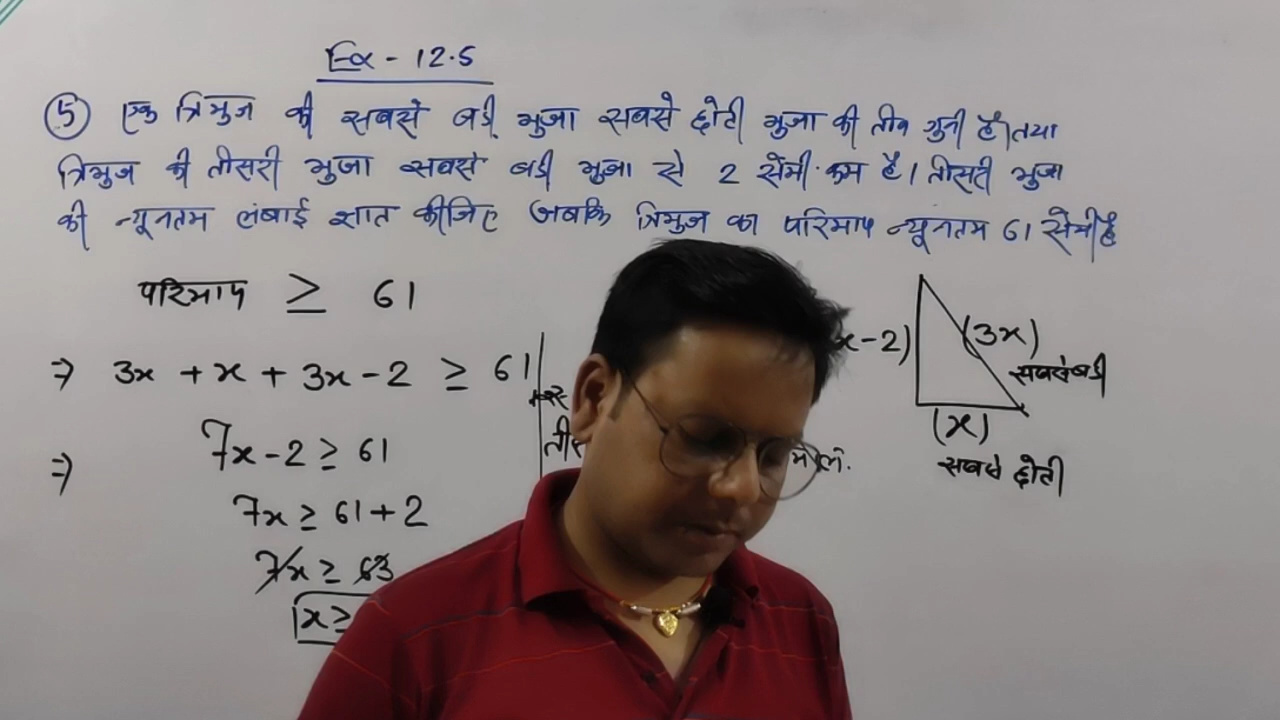 Ex - 12.5
⑤ एक त्रिभुज की सबसे बड़ी भुजा सबसे छोटी भुजा की तीन गुनी है। तथा
त्रिभुज की तीसरी भुजा सबसे बड़ी भुजा से 2 सेमी. कम है। तीसरी भुजा
की न्यूनतम लंबाई ज्ञात कीजिए जबकि त्रिभुज का परिमाप न्यूनतम 61 सेमी है
परिमाप ≥ 61
⇒ 3x + x + 3x - 2 ≥ 61
⇒ 7x - 2 ≥ 61
7x ≥ 61 + 2
7x ≥ 63
x ≥
x - 2)
(3x)
सबसे बड़ी
(x)
सबसे छोटी